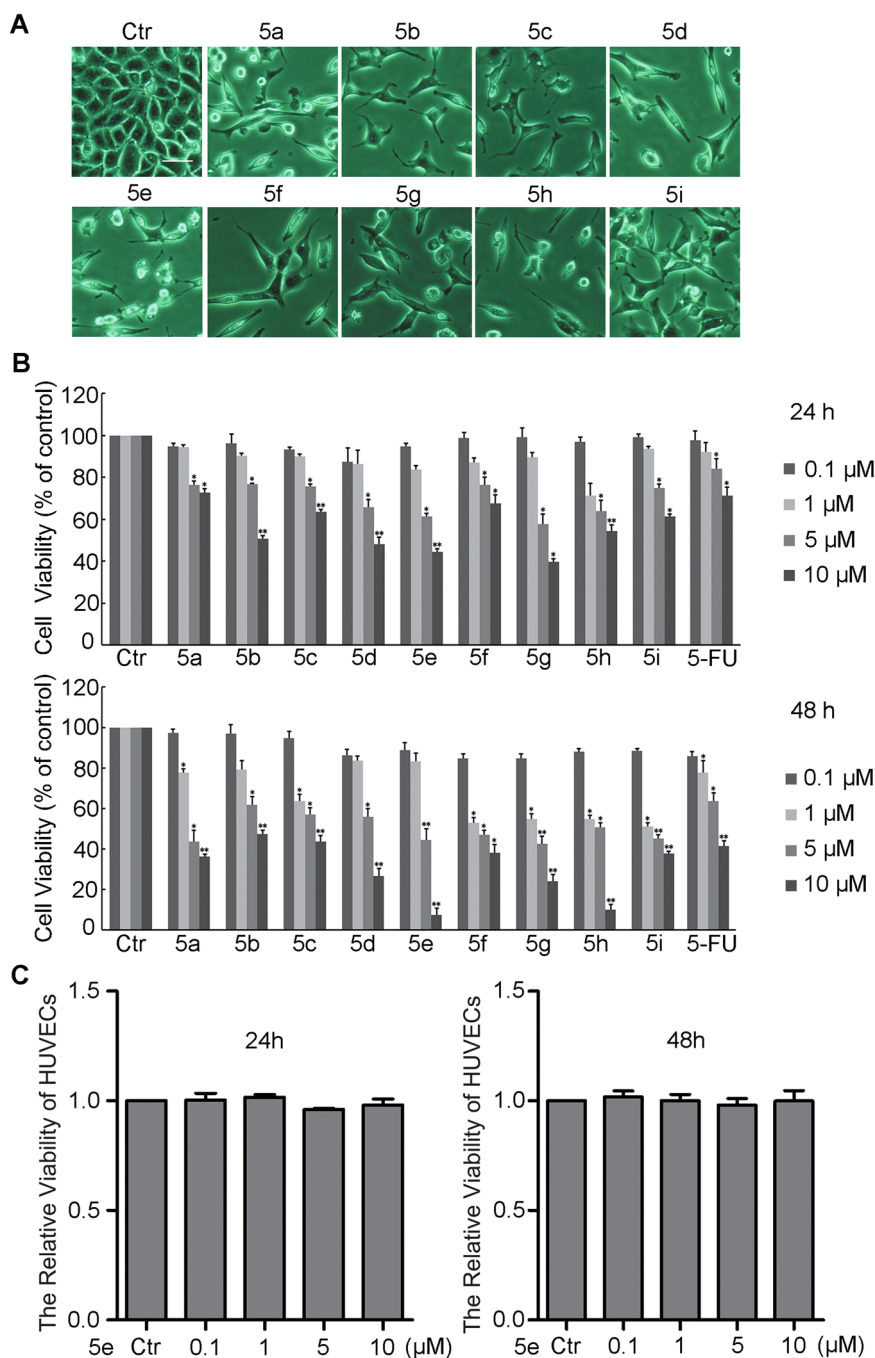 A
Ctr 5a 5b 5c 5d
5e 5f 5g 5h 5i
B
Cell Viability (% of control)
120
100
80
60
40
20
0
* * * ** * ** * ** * ** * * * * * ** * * * *
Ctr 5a 5b 5c 5d 5e 5f 5g 5h 5i 5-FU
24 h
0.1 µM
1 µM
5 µM
10 µM
Cell Viability (% of control)
120
100
80
60
40
20
0
* * ** * ** * * ** * ** * ** * * * * ** ** * * ** * ** ** * * **
Ctr 5a 5b 5c 5d 5e 5f 5g 5h 5i 5-FU
48 h
0.1 µM
1 µM
5 µM
10 µM
C
The Relative Viability of HUVECs
1.5
1.0
0.5
0.0
24h
5e Ctr 0.1 1 5 10 (µM)
The Relative Viability of HUVECs
1.5
1.0
0.5
0.0
48h
5e Ctr 0.1 1 5 10 (µM)